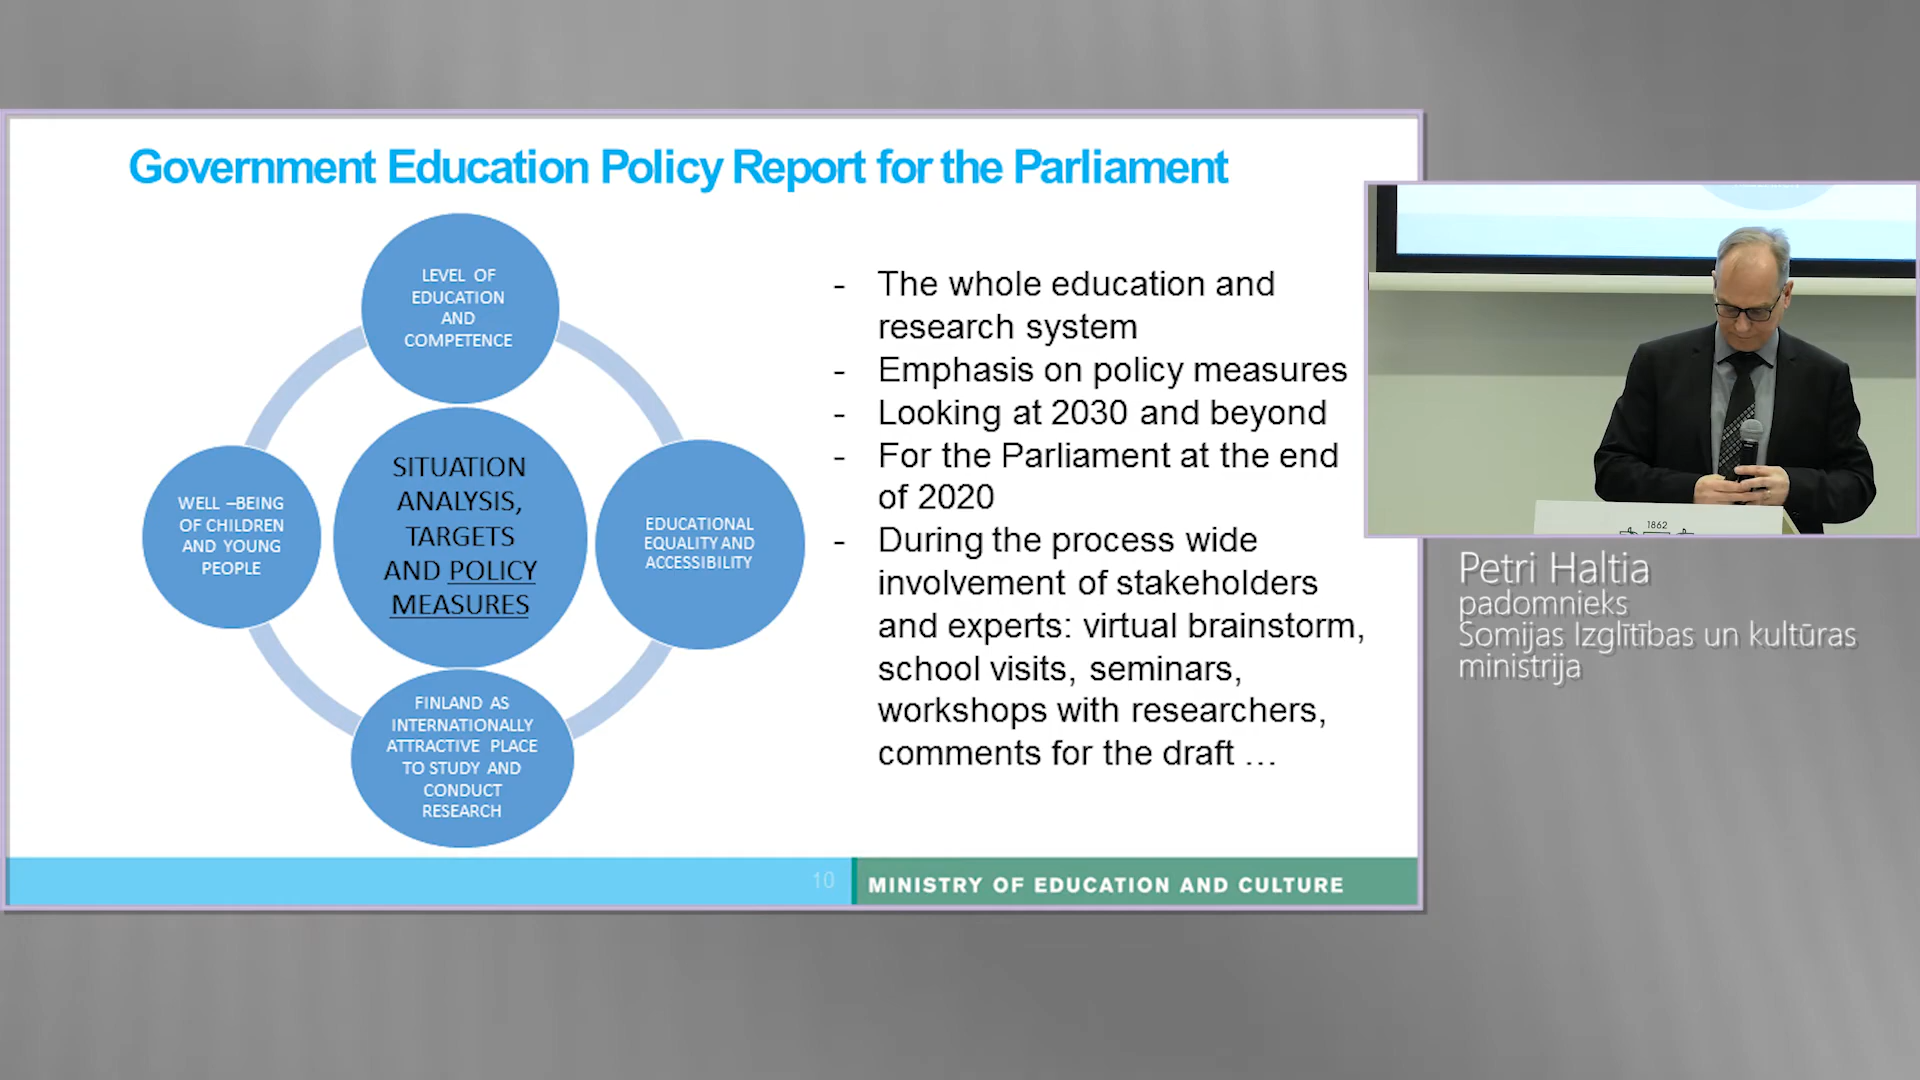 Government Education Policy Report for the Parliament
LEVEL OF
EDUCATION
AND
COMPETENCE
WELL –BEING
OF CHILDREN
AND YOUNG
PEOPLE
SITUATION
ANALYSIS,
TARGETS
AND POLICY
MEASURES
EDUCATIONAL
EQUALITY AND
ACCESSIBILITY
FINLAND AS
INTERNATIONALLY
ATTRACTIVE PLACE
TO STUDY AND
CONDUCT
RESEARCH
- The whole education and
research system
- Emphasis on policy measures
- Looking at 2030 and beyond
- For the Parliament at the end
of 2020
- During the process wide
involvement of stakeholders
and experts: virtual brainstorm,
school visits, seminars,
workshops with researchers,
comments for the draft …
10
MINISTRY OF EDUCATION AND CULTURE
1862
Petri Haltia
padomnieks
Somijas Izglītības un kultūras
ministrija